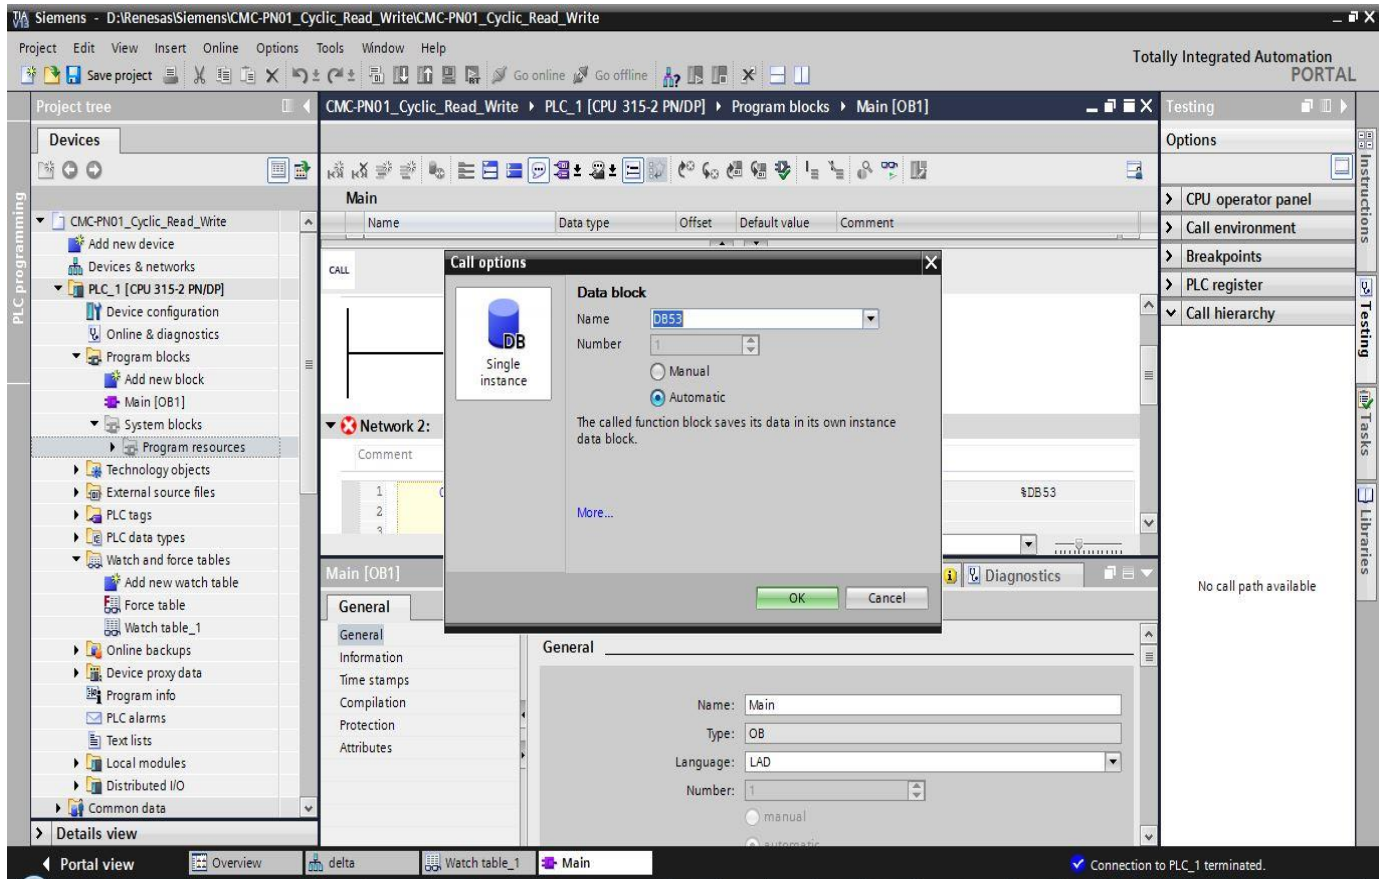 Siemens - D:\Renesas\Siemens\CMC-PN01_Cyclic_Read_Write\CMC-PN01_Cyclic_Read_Write
Project Edit View Insert Online Options Tools Window Help
Totally Integrated Automation
PORTAL
Save project
Go online
Go offline
Project tree
CMC-PN01_Cyclic_Read_Write
PLC_1 [CPU 315-2 PN/DP]
Program blocks
Main [OB1]
Testing
Devices
Options
PLC programming
Main
Name Data type Offset Default value Comment
CPU operator panel
Call environment
Breakpoints
PLC register
Call hierarchy
No call path available
Instructions
Testing
Tasks
Libraries
CMC-PN01_Cyclic_Read_Write
Add new device
Devices & networks
PLC_1 [CPU 315-2 PN/DP]
Device configuration
Online & diagnostics
Program blocks
Add new block
Main [OB1]
System blocks
Program resources
Technology objects
External source files
PLC tags
PLC data types
Watch and force tables
Add new watch table
Force table
Watch table_1
Online backups
Device proxy data
Program info
PLC alarms
Text lists
Local modules
Distributed I/O
Common data
Details view
CALL
Network 2:
Comment
1
2
3
%DB53
Call options
DB
Single
instance
Data block
Name DB53
Number 1
Manual
Automatic
The called function block saves its data in its own instance
data block.
More...
OK Cancel
Main [OB1]
Diagnostics
General
General
Information
Time stamps
Compilation
Protection
Attributes
General
Name: Main
Type: OB
Language: LAD
Number: 1
manual
automatic
Portal view
Overview
delta
Watch table_1
Main
Connection to PLC_1 terminated.